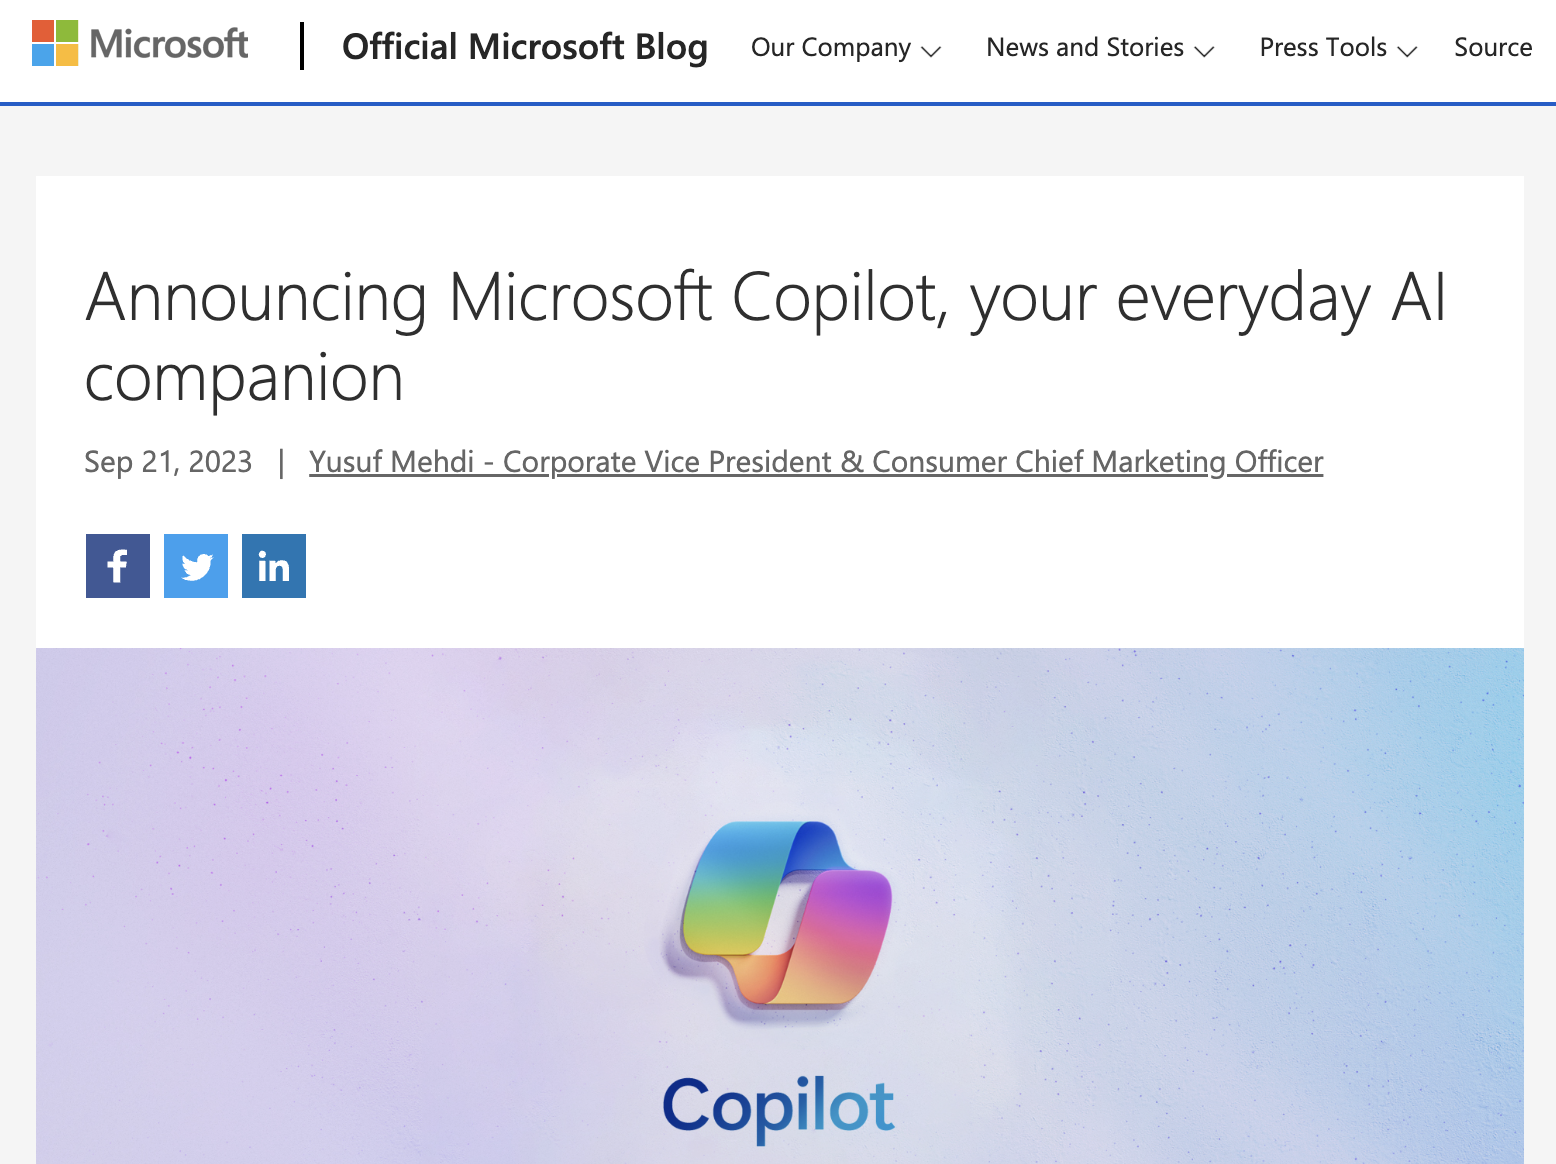 Microsoft | Official Microsoft Blog Our Company News and Stories Press Tools Source
Announcing Microsoft Copilot, your everyday AI
companion
Sep 21, 2023 | Yusuf Mehdi - Corporate Vice President & Consumer Chief Marketing Officer
f in
Copilot